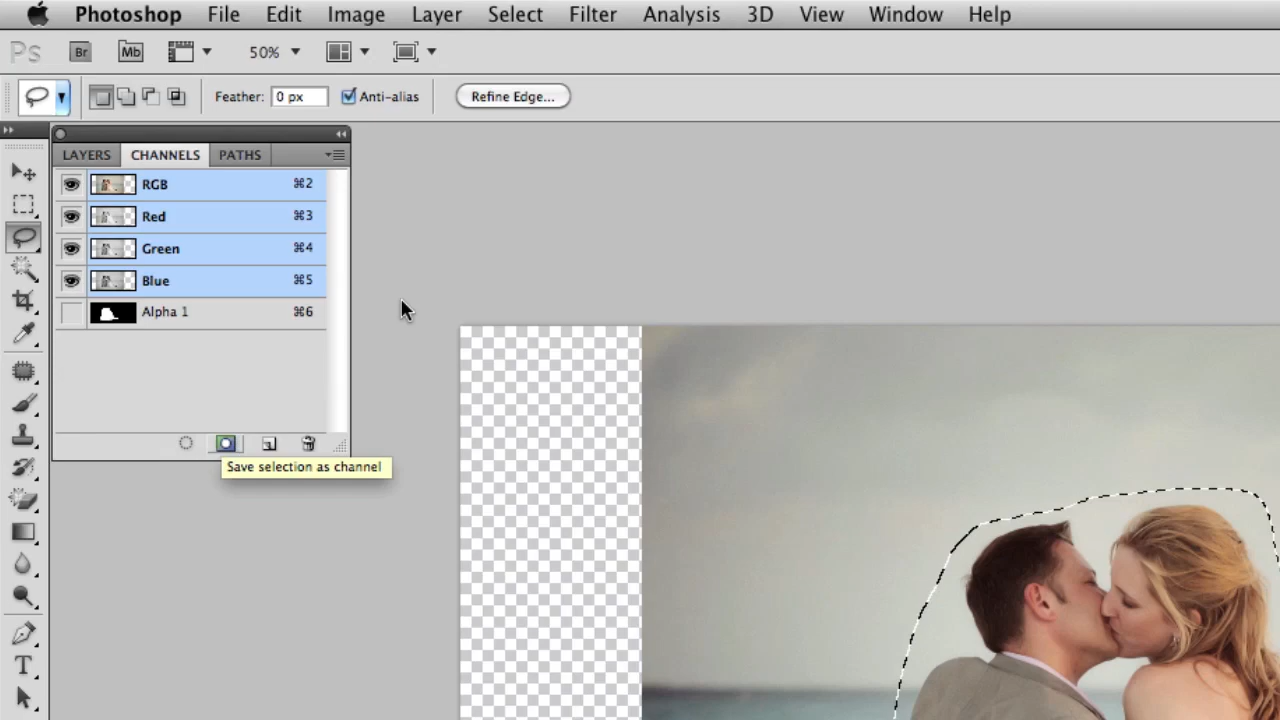 Photoshop File Edit Image Layer Select Filter Analysis 3D View Window Help
Ps Br Mb 50%
Feather: 0 px Anti-alias Refine Edge...
LAYERS CHANNELS PATHS
RGB ⌘2
Red ⌘3
Green ⌘4
Blue ⌘5
Alpha 1 ⌘6
Save selection as channel
T